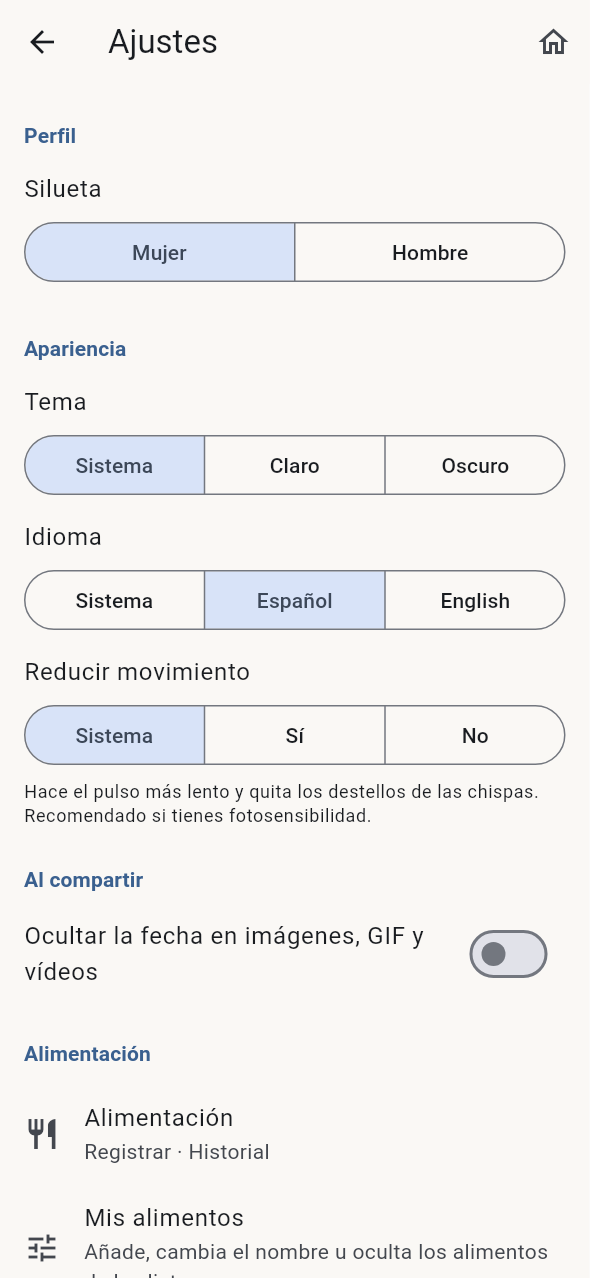 Ajustes
Perfil
Silueta
Mujer Hombre
Apariencia
Tema
Sistema Claro Oscuro
Idioma
Sistema Español English
Reducir movimiento
Sistema Sí No
Hace el pulso más lento y quita los destellos de las chispas.
Recomendado si tienes fotosensibilidad.
Al compartir
Ocultar la fecha en imágenes, GIF y
vídeos
Alimentación
Alimentación
Registrar · Historial
Mis alimentos
Añade, cambia el nombre u oculta los alimentos